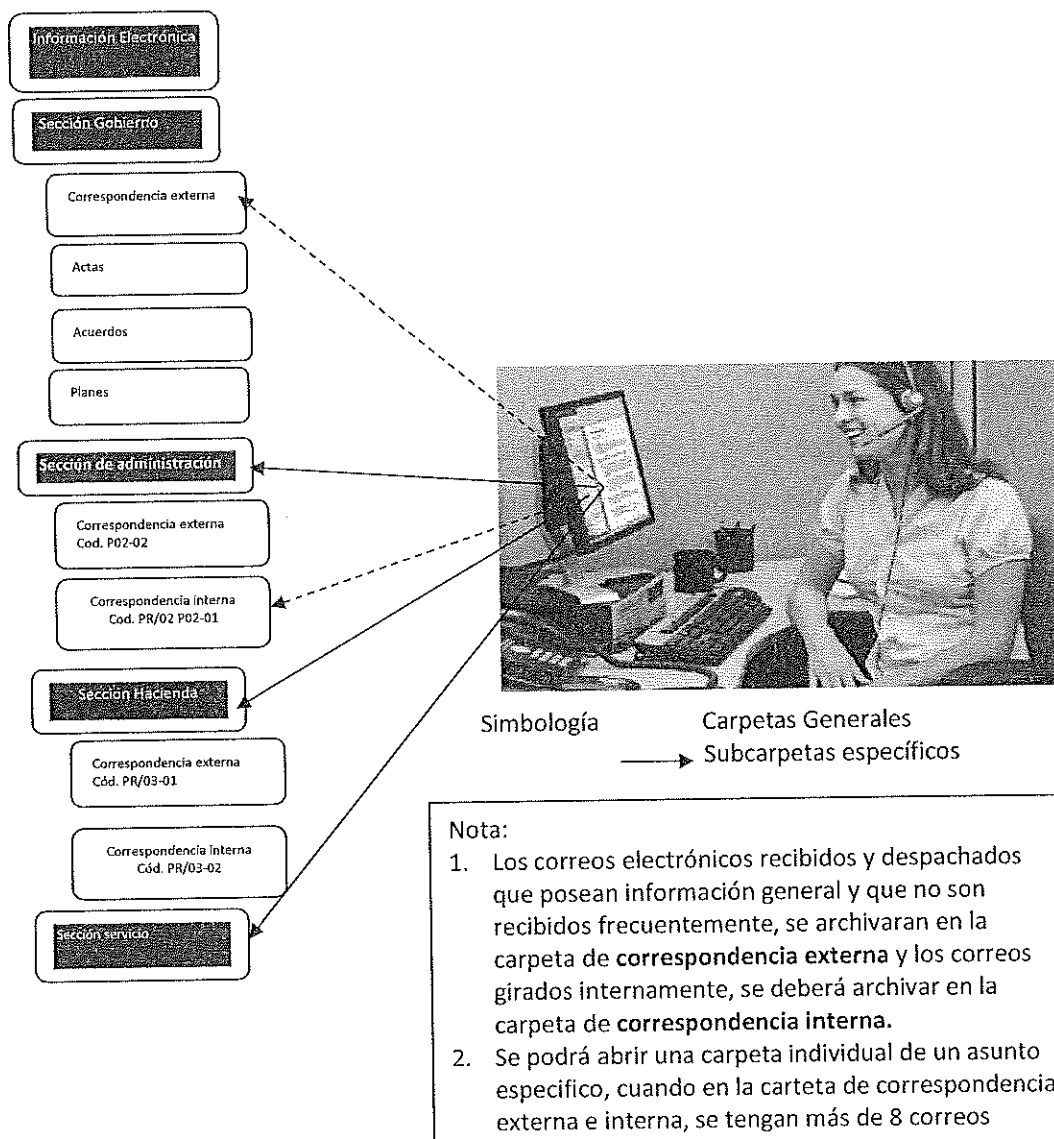 Información Electrónica
Sección Gobierno
Correspondencia externa
Actas
Acuerdos
Planes
Sección de administración
Correspondencia externa
Cod. P02-02
Correspondencia interna
Cod. PR/02 P02-01
Sección Hacienda
Correspondencia externa
Cód. PR/03-01
Correspondencia interna
Cód. PR/03-02
Sección servicio
Simbología Carpetas Generales
Subcarpetas específicos
Nota:
1. Los correos electrónicos recibidos y despachados
que posean información general y que no son
recibidos frecuentemente, se archivaran en la
carpeta de correspondencia externa y los correos
girados internamente, se deberá archivar en la
carpeta de correspondencia interna.
2. Se podrá abrir una carpeta individual de un asunto
especifico, cuando en la carteta de correspondencia
externa e interna, se tengan más de 8 correos